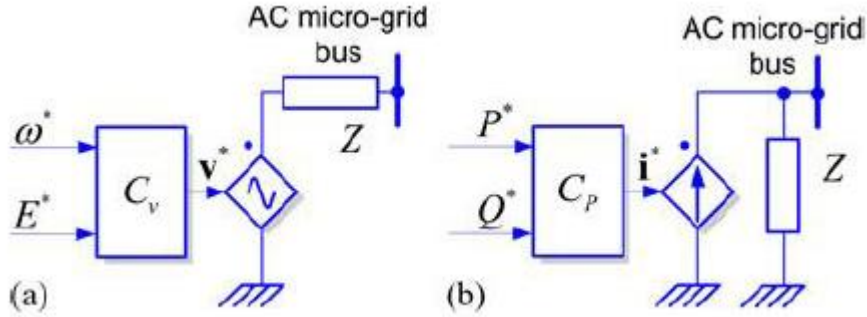 AC micro-grid
bus
ω*
E*
C_v
v*
Z
(a)
AC micro-grid
bus
P*
Q*
C_P
i*
Z
(b)